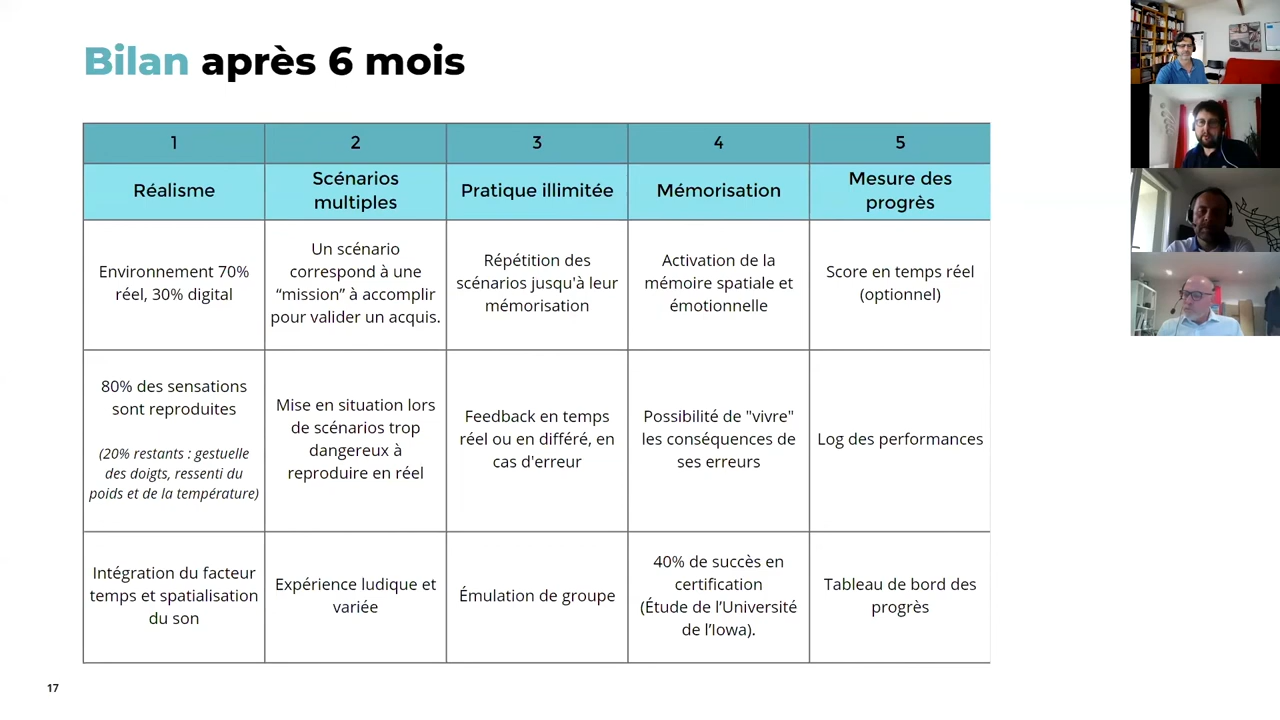 Bilan après 6 mois
1
2
3
4
5
Réalisme
Scénarios
multiples
Pratique illimitée
Mémorisation
Mesure des
progrès
Environnement 70%
réel, 30% digital
Un scénario
correspond à une
“mission” à accomplir
pour valider un acquis.
Répétition des
scénarios jusqu'à leur
mémorisation
Activation de la
mémoire spatiale et
émotionnelle
Score en temps réel
(optionnel)
80% des sensations
sont reproduites
(20% restants : gestuelle
des doigts, ressenti du
poids et de la température)
Mise en situation lors
de scénarios trop
dangereux à
reproduire en réel
Feedback en temps
réel ou en différé, en
cas d'erreur
Possibilité de "vivre"
les conséquences de
ses erreurs
Log des performances
Intégration du facteur
temps et spatialisation
du son
Expérience ludique et
variée
Émulation de groupe
40% de succès en
certification
(Étude de l’Université
de l’Iowa).
Tableau de bord des
progrès
17